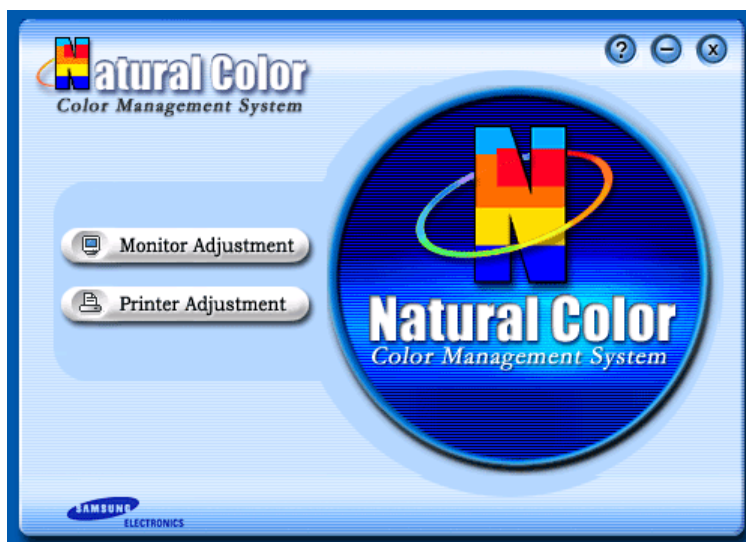 Natural Color
Color Management System
? – x
Monitor Adjustment
Printer Adjustment
N
Natural Color
Color Management System
SAMSUNG
ELECTRONICS